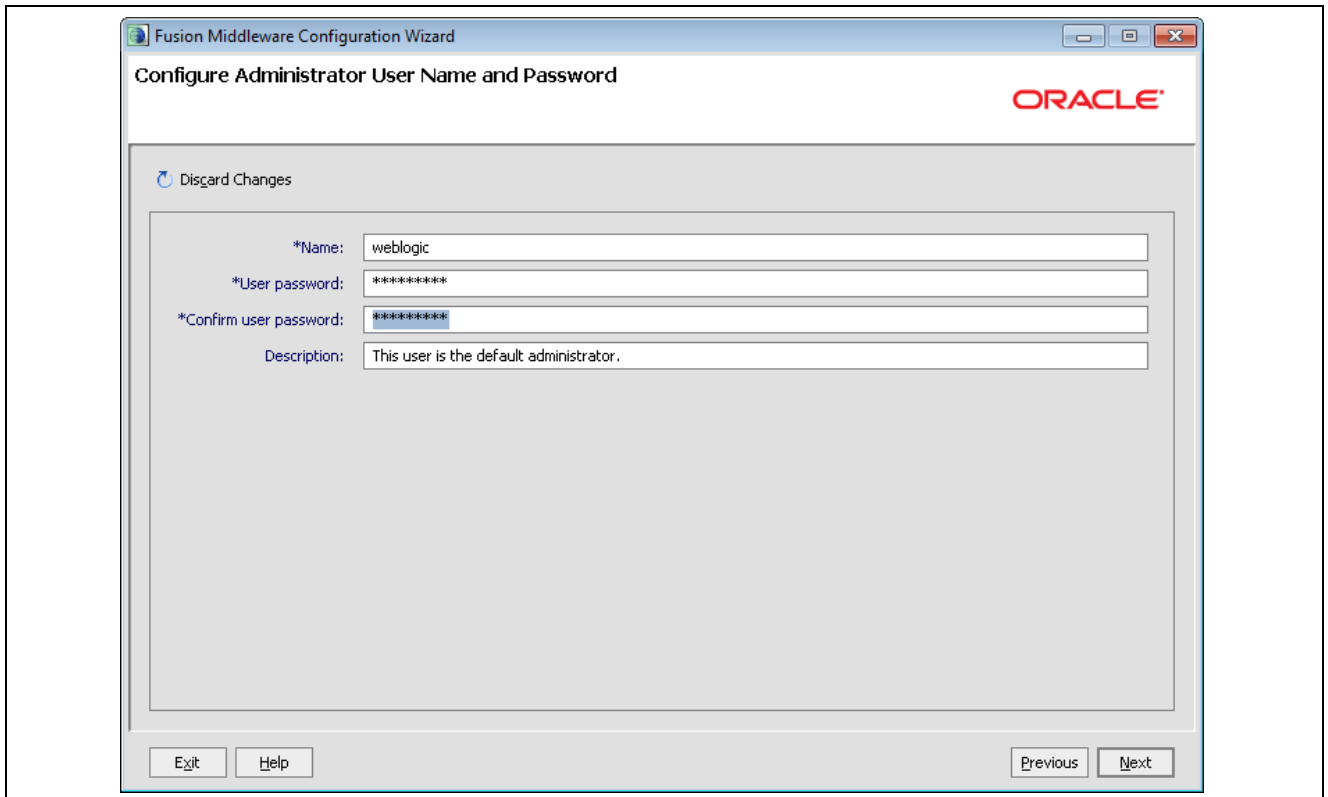 Fusion Middleware Configuration Wizard
Configure Administrator User Name and Password
ORACLE
Discard Changes
*Name: weblogic
*User password: *********
*Confirm user password: *********
Description: This user is the default administrator.
Exit Help Previous Next